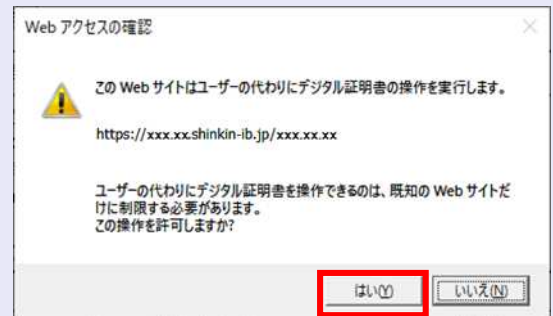 Web アクセスの確認
この Web サイトはユーザーの代わりにデジタル証明書の操作を実行します。
https://xxx.xx.shinkin-ib.jp/xxx.xx.xx
ユーザーの代わりにデジタル証明書を操作できるのは、既知の Web サイトだ
けに制限する必要があります。
この操作を許可しますか?
はい(Y) いいえ(N)